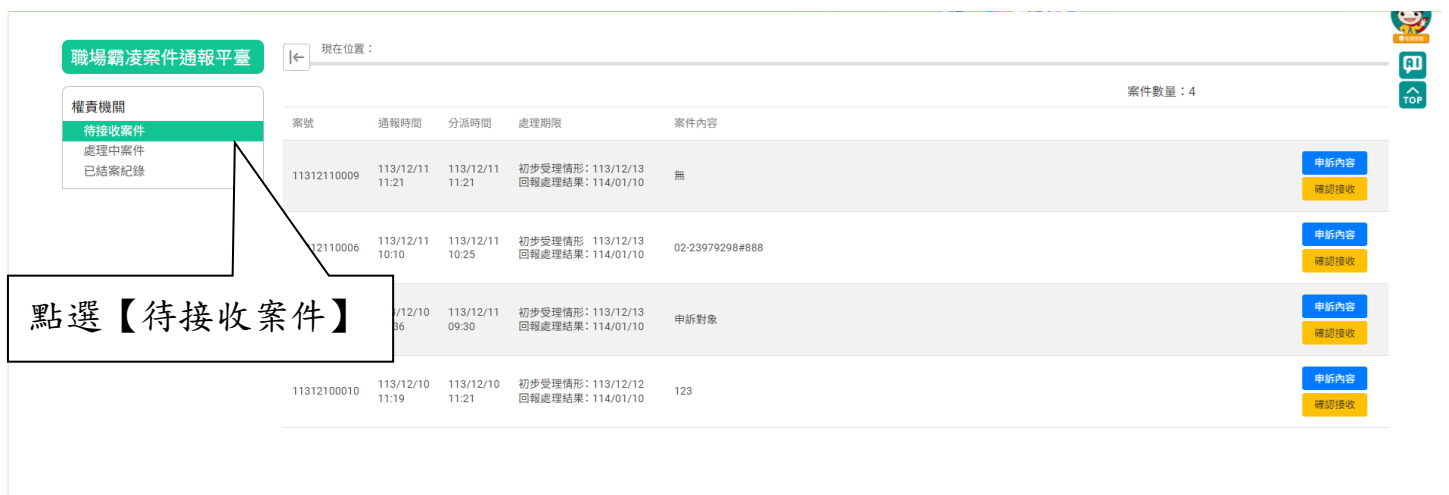 職場霸凌案件通報平臺
現在位置：
權責機關
待接收案件
處理中案件
已結案紀錄
案件數量：4
案號 通報時間 分派時間 處理期限 案件內容
11312110009 113/12/11 11:21 113/12/11 11:21 初步受理情形：113/12/13 無 申訴內容
回報處理結果：114/01/10 確認接收
12110006 113/12/11 10:10 113/12/11 10:25 初步受理情形 113/12/13 02-23979298#888 申訴內容
回報處理結果：114/01/10 確認接收
點選【待接收案件】
/12/10 36 113/12/11 09:30 初步受理情形：113/12/13 申訴對象 申訴內容
回報處理結果：114/01/10 確認接收
11312100010 113/12/10 11:19 113/12/10 11:21 初步受理情形：113/12/12 123 申訴內容
回報處理結果：114/01/10 確認接收
AI
TOP